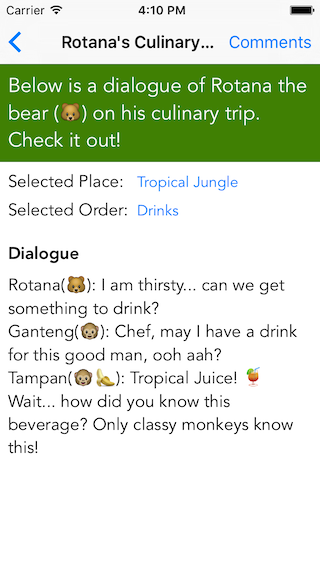 Carrier 4:10 PM
Rotana's Culinary... Comments
Below is a dialogue of Rotana the
bear (🐻) on his culinary trip.
Check it out!
Selected Place: Tropical Jungle
Selected Order: Drinks
Dialogue
Rotana(🐻): I am thirsty... can we get
something to drink?
Ganteng(🐵): Chef, may I have a drink
for this good man, ooh aah?
Tampan(🐵🍌): Tropical Juice! 🍹
Wait... how did you know this
beverage? Only classy monkeys know
this!